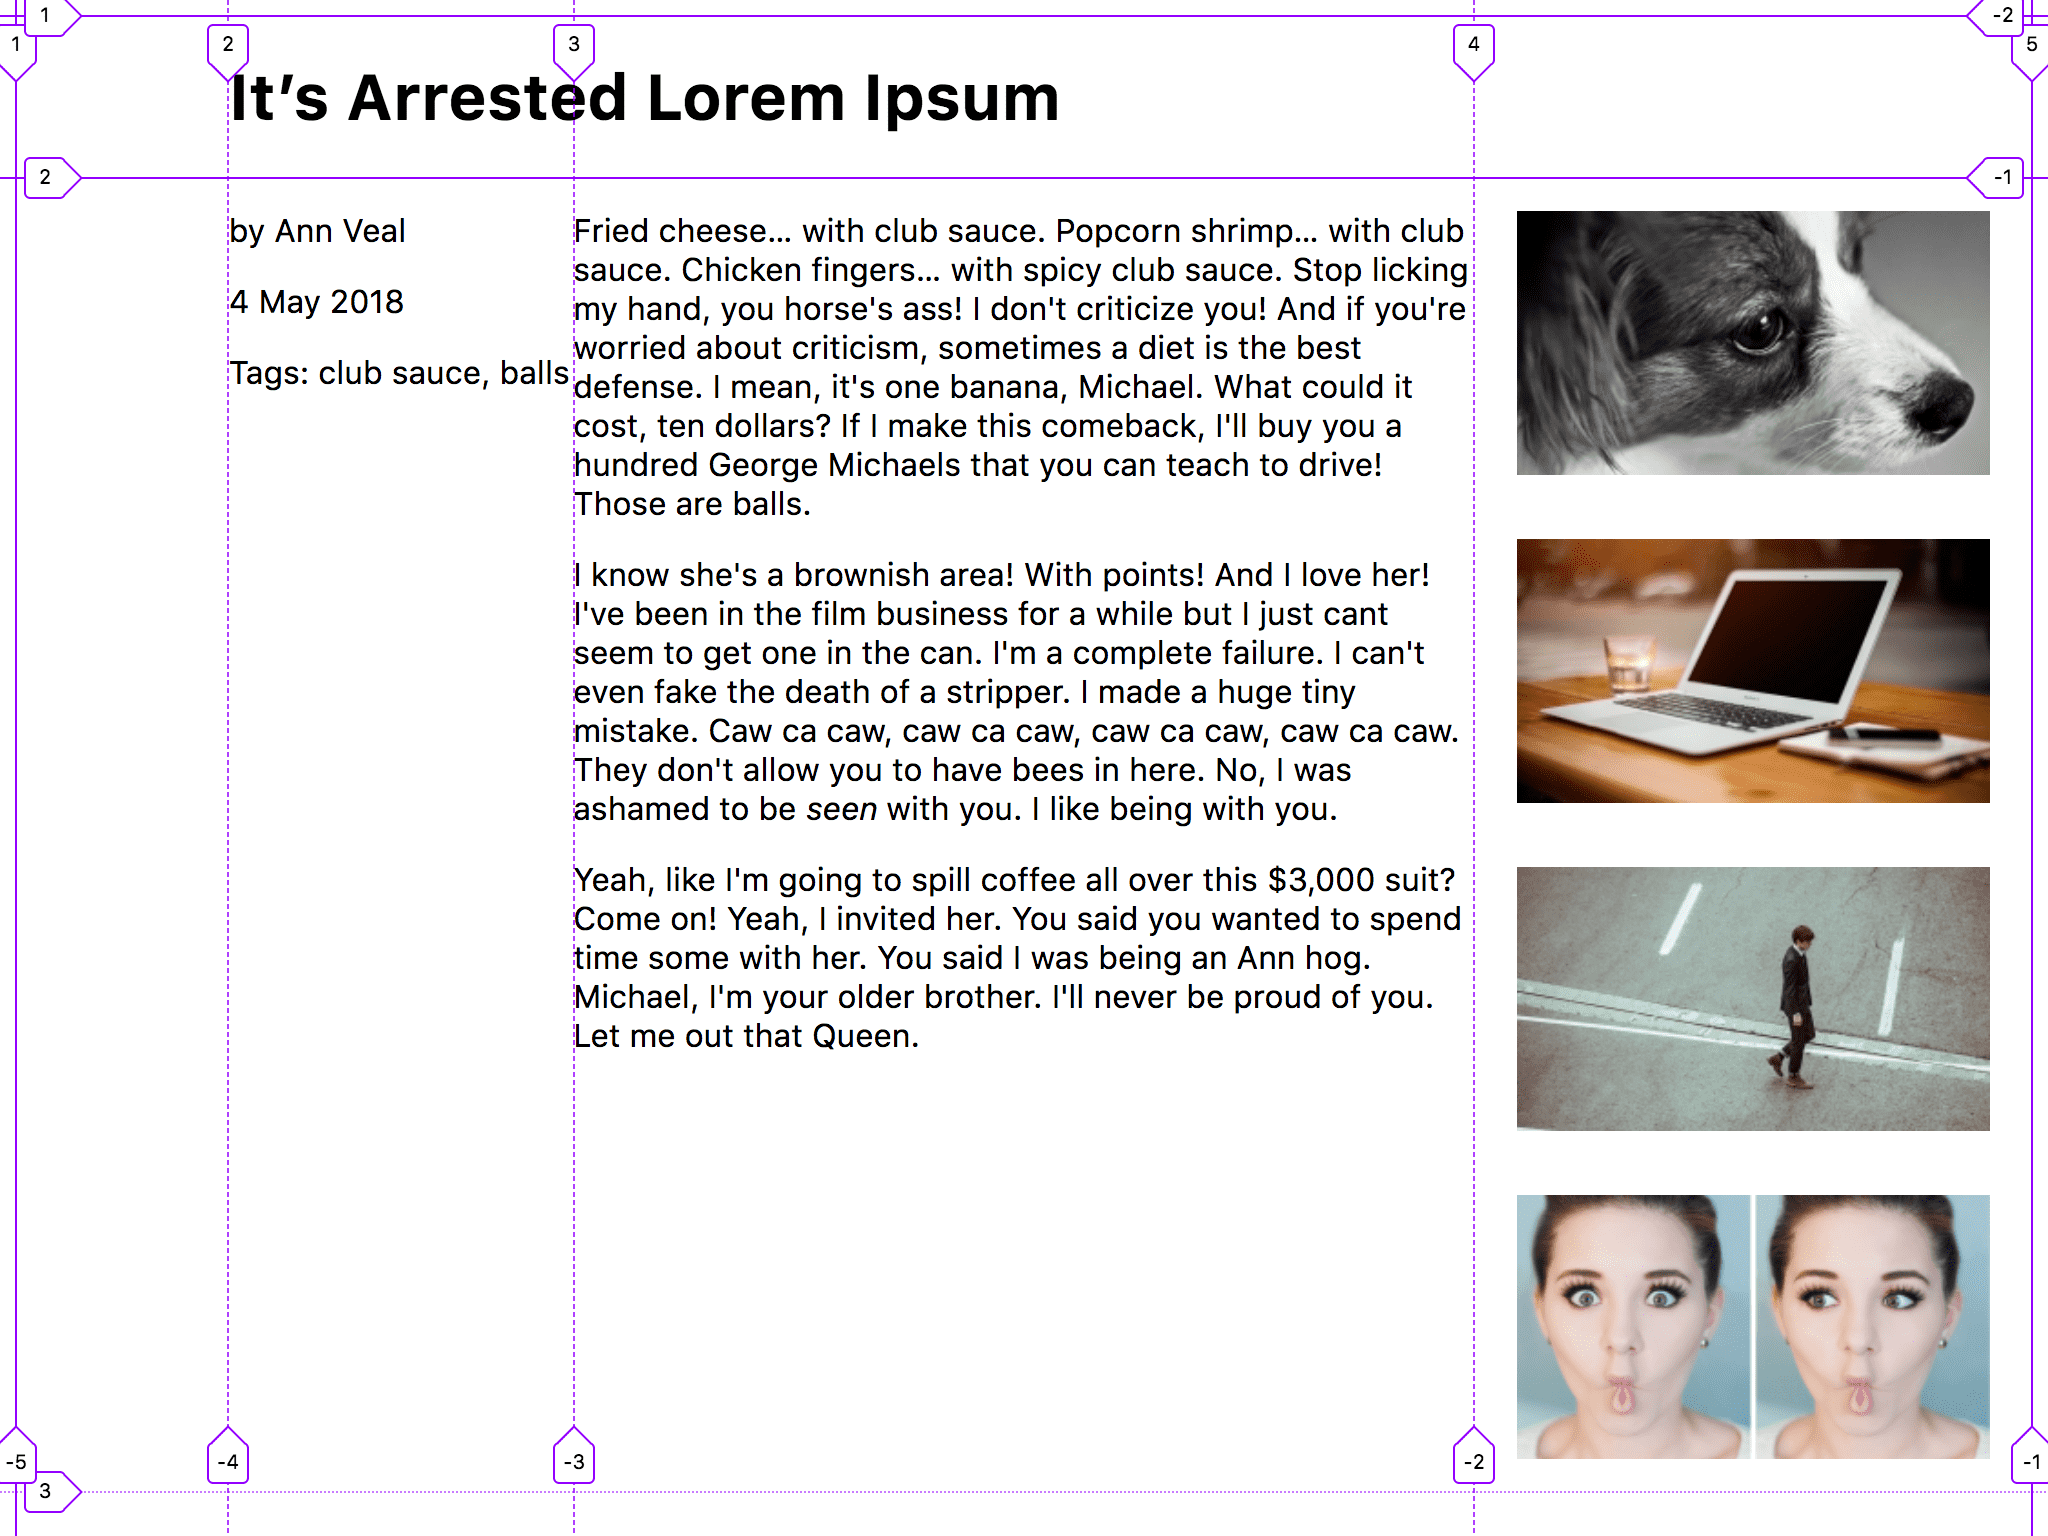 1
-2
1
2
3
4
5
It’s Arrested Lorem Ipsum
2
-1
by Ann Veal
4 May 2018
Tags: club sauce, balls
Fried cheese… with club sauce. Popcorn shrimp… with club
sauce. Chicken fingers… with spicy club sauce. Stop licking
my hand, you horse's ass! I don't criticize you! And if you're
worried about criticism, sometimes a diet is the best
defense. I mean, it's one banana, Michael. What could it
cost, ten dollars? If I make this comeback, I'll buy you a
hundred George Michaels that you can teach to drive!
Those are balls.
I know she's a brownish area! With points! And I love her!
I've been in the film business for a while but I just cant
seem to get one in the can. I'm a complete failure. I can't
even fake the death of a stripper. I made a huge tiny
mistake. Caw ca caw, caw ca caw, caw ca caw, caw ca caw.
They don't allow you to have bees in here. No, I was
ashamed to be seen with you. I like being with you.
Yeah, like I'm going to spill coffee all over this $3,000 suit?
Come on! Yeah, I invited her. You said you wanted to spend
time some with her. You said I was being an Ann hog.
Michael, I'm your older brother. I'll never be proud of you.
Let me out that Queen.
-5
-4
-3
-2
-1
3